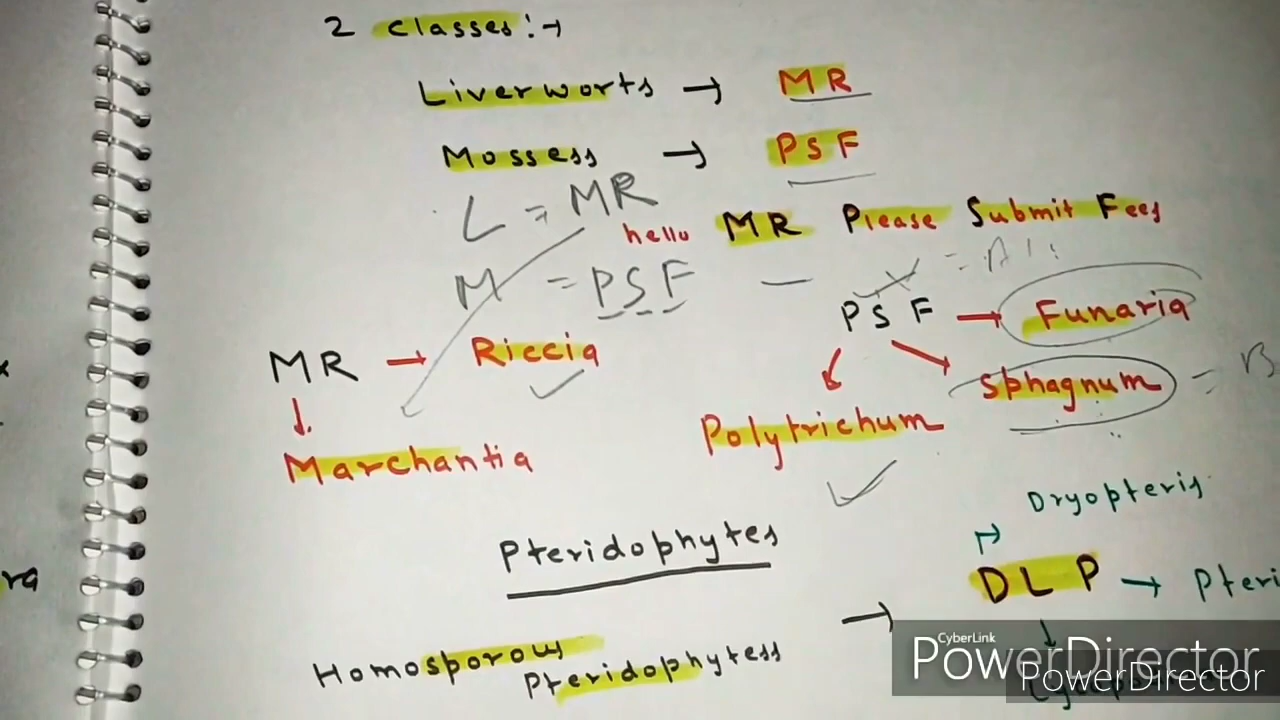 2 Classes:→
Liverworts → MR
Mossess → PSF
L = MR
hello MR Please Submit Fees
M = PSF —
PSF → Funaria
MR → Riccia
Sphagnum = B
Polytrichum
Marchantia
Dryopteris
Pteridophytes
DLP → Pteri
ra
Homosporous →
Pteridophytess
CyberLink
PowerDirector
PowerDirector